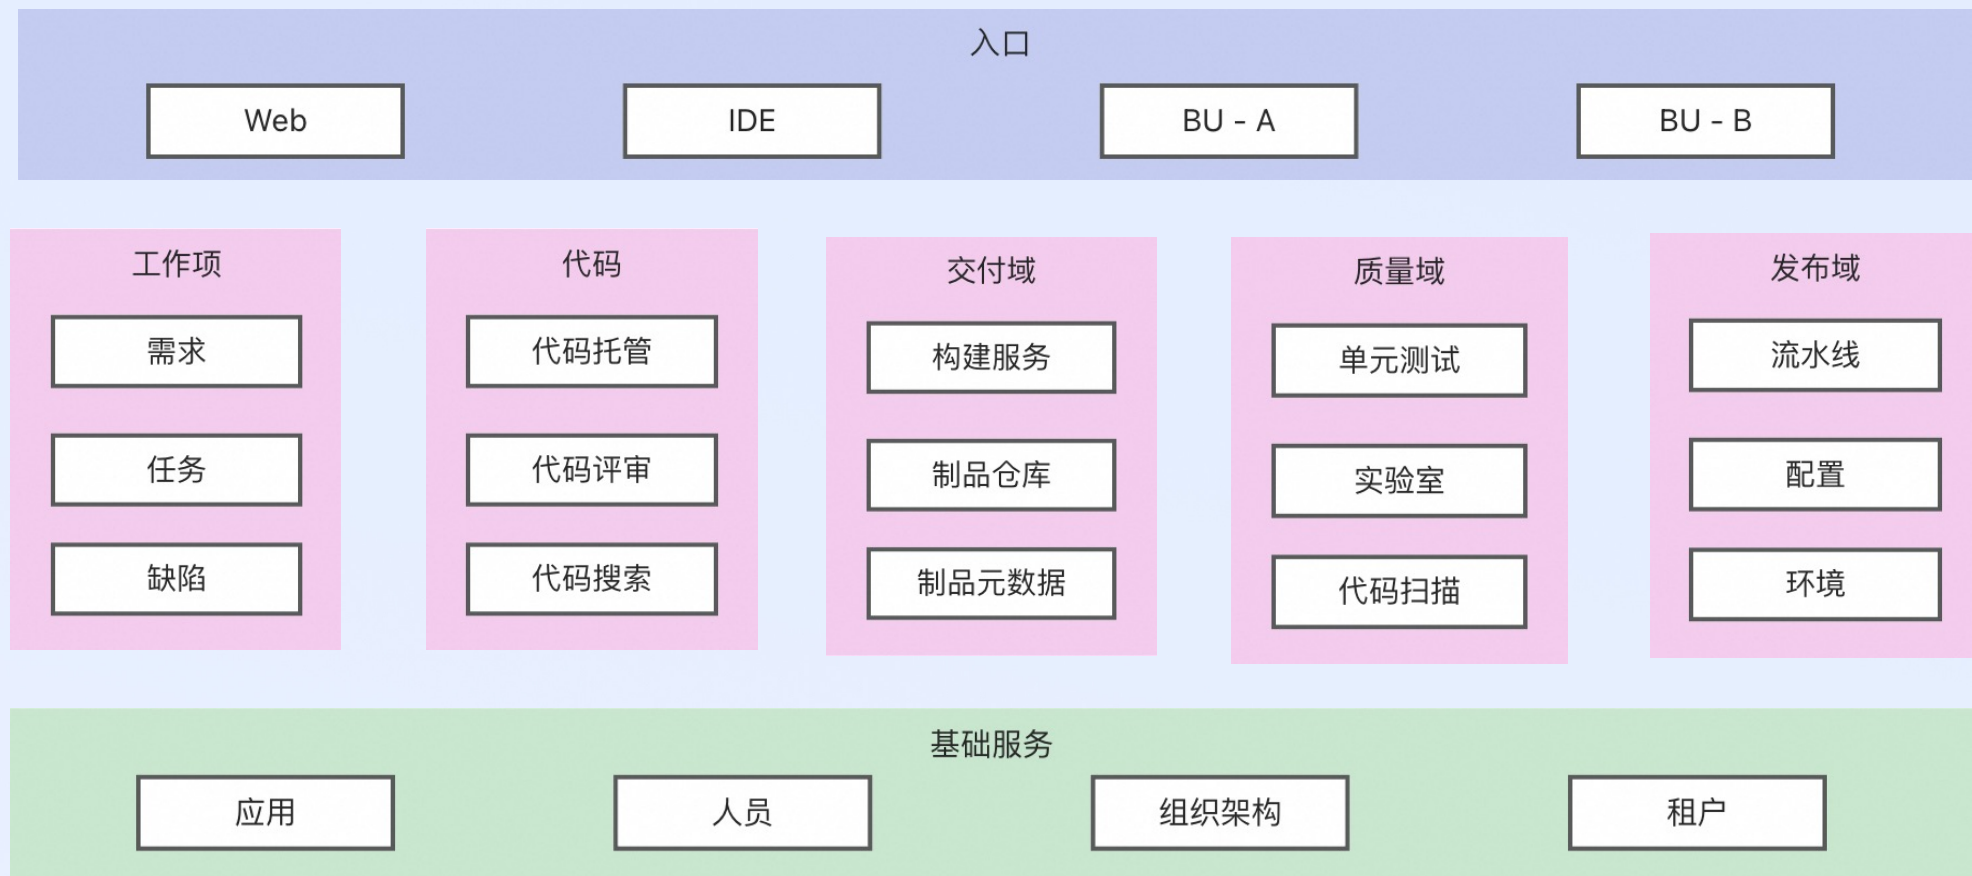 入口
Web
IDE
BU - A
BU - B
工作项
需求
任务
缺陷
代码
代码托管
代码评审
代码搜索
交付域
构建服务
制品仓库
制品元数据
质量域
单元测试
实验室
代码扫描
发布域
流水线
配置
环境
基础服务
应用
人员
组织架构
租户